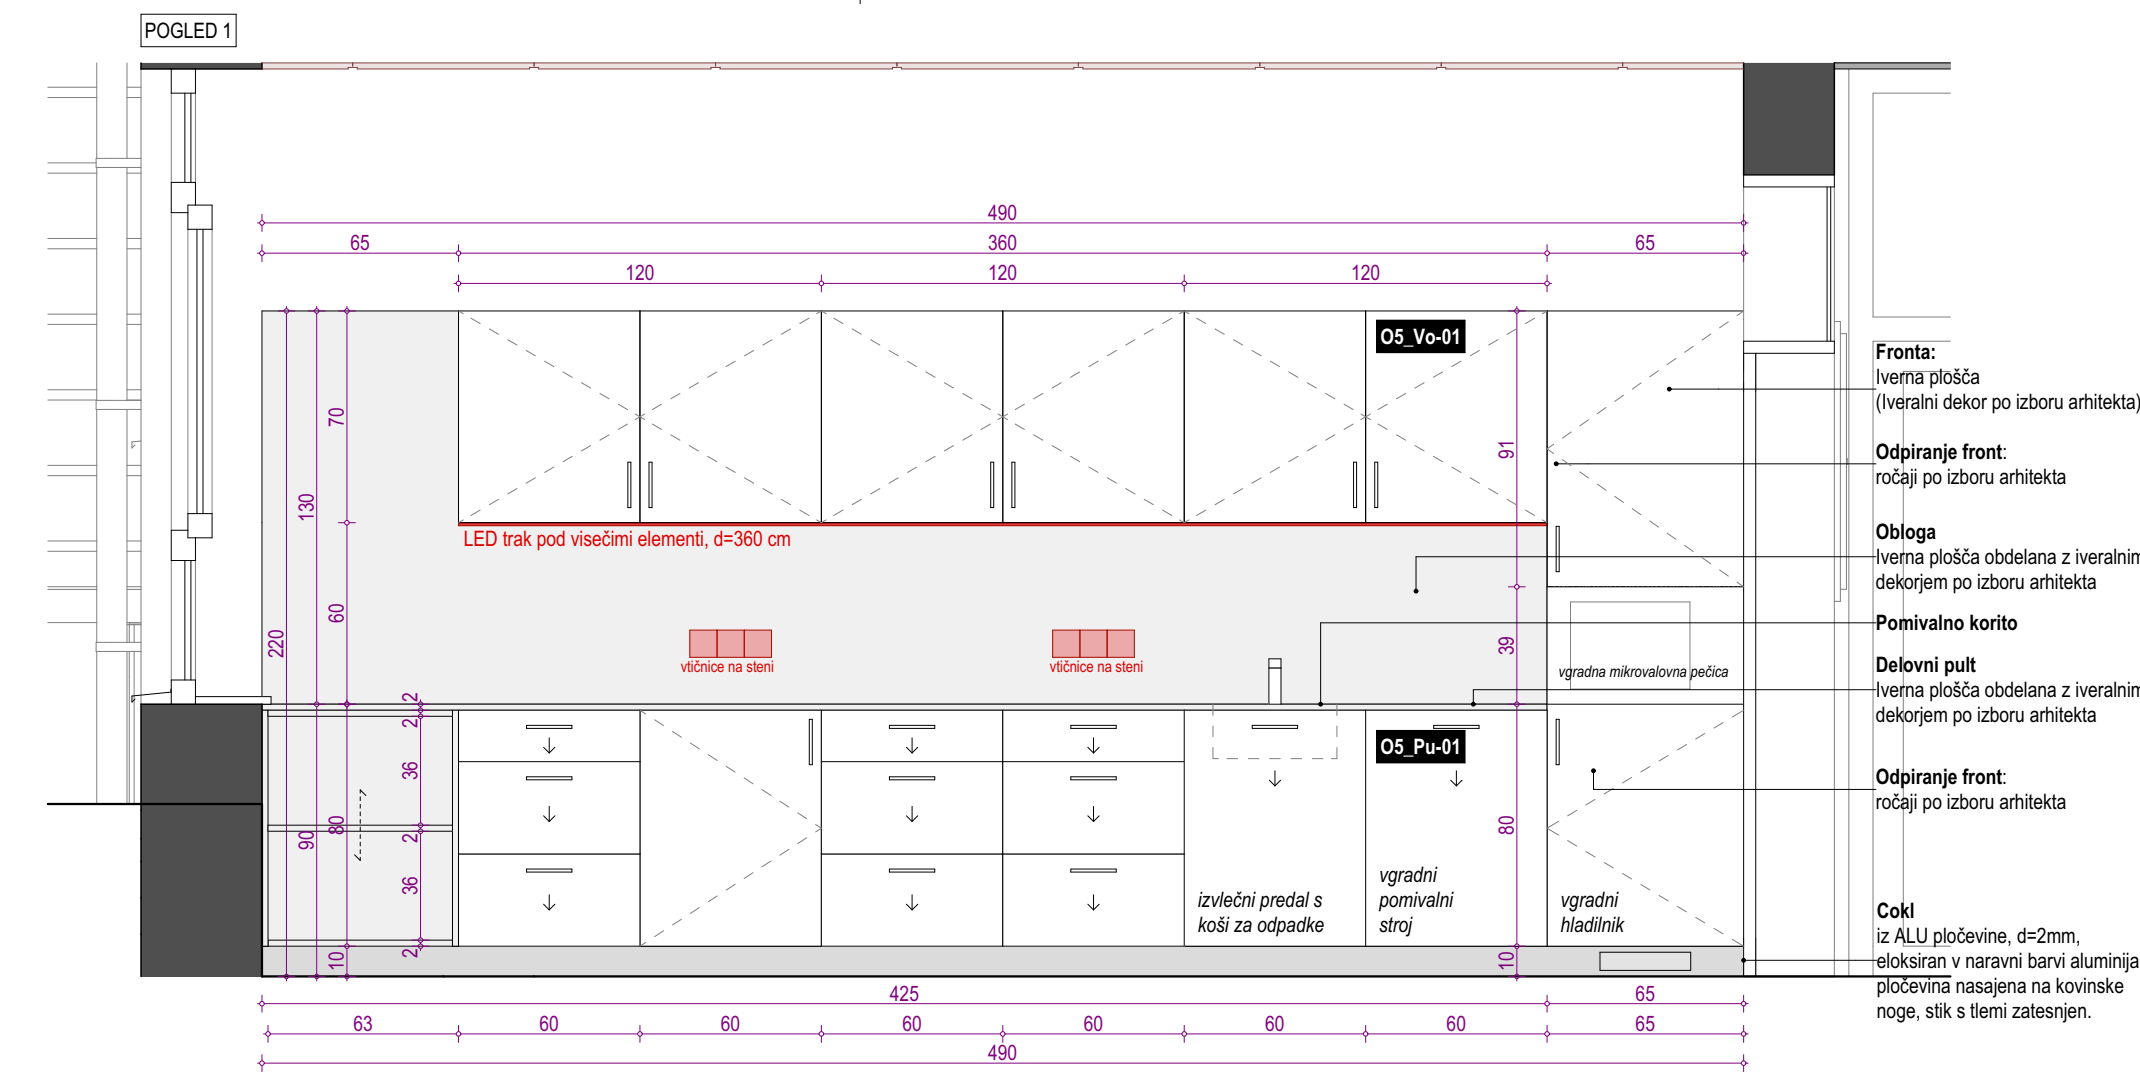 POGLED 1
490
65
360
65
120
120
120
O5_Vo-01
70
91
130
LED trak pod visečimi elementi, d=360 cm
60
220
39
vtičnice na steni
vtičnice na steni
vgradna mikrovalovna pečica
2
2
36
80
90
2
36
2
10
O5_Pu-01
80
10
izvlečni predal s
koši za odpadke
vgradni
pomivalni
stroj
vgradni
hladilnik
425
65
63
60
60
60
60
60
60
65
490
Fronta:
Iverna plošča
(Iveralni dekor po izboru arhitekta)
Odpiranje front:
ročaji po izboru arhitekta
Obloga
Iverna plošča obdelana z iveralnim
dekorjem po izboru arhitekta
Pomivalno korito
Delovni pult
Iverna plošča obdelana z iveralnim
dekorjem po izboru arhitekta
Odpiranje front:
ročaji po izboru arhitekta
Cokl
iz ALU pločevine, d=2mm,
eloksiran v naravni barvi aluminija
pločevina nasajena na kovinske
noge, stik s tlemi zatesnjen.